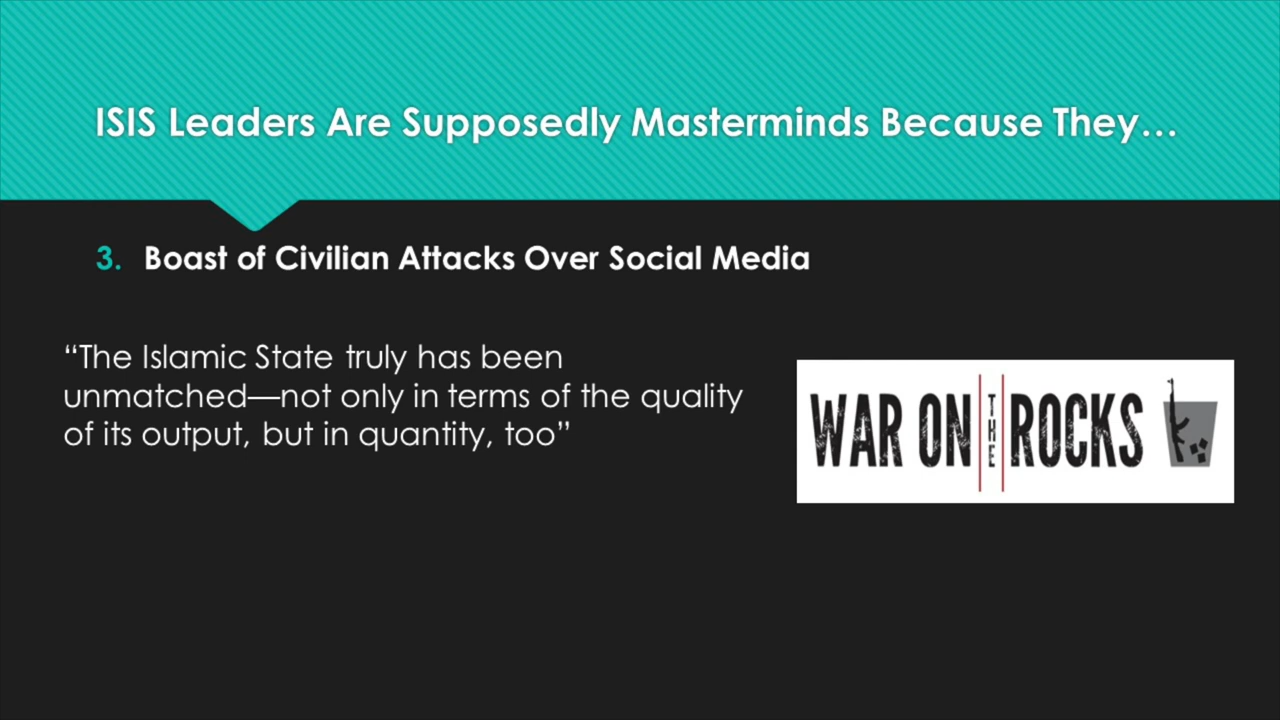 ISIS Leaders Are Supposedly Masterminds Because They…
3. Boast of Civilian Attacks Over Social Media
“The Islamic State truly has been
unmatched—not only in terms of the quality
of its output, but in quantity, too”
WAR ON THE ROCKS